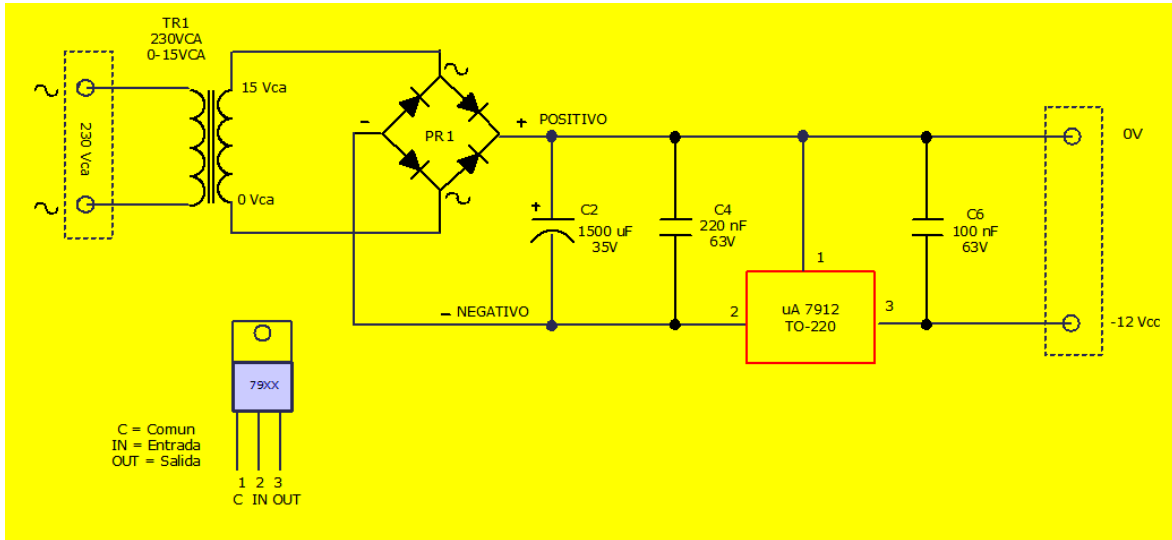 TR1
230VCA
0-15VCA
230 Vca
15 Vca
0 Vca
-
PR1
+ POSITIVO
+
C2
1500 uF
35V
C4
220 nF
63V
C6
100 nF
63V
0V
1
2
uA 7912
TO-220
3
- NEGATIVO
-12 Vcc
79XX
C = Comun
IN = Entrada
OUT = Salida
1 2 3
C IN OUT